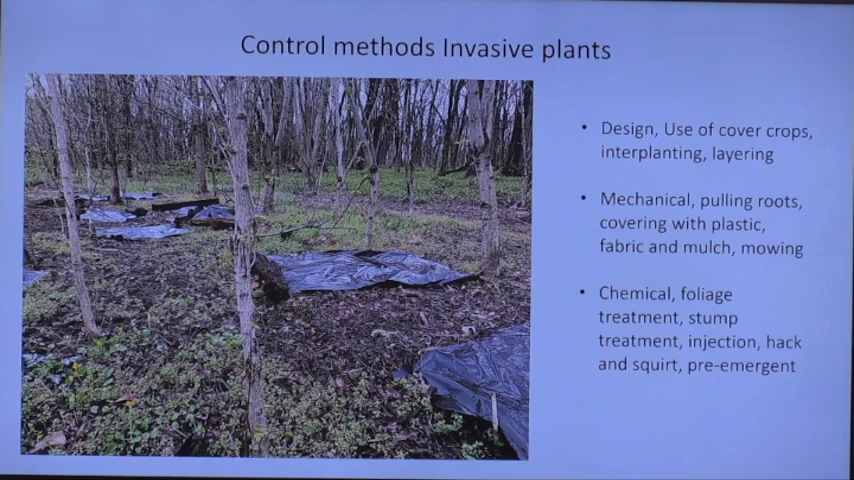 Control methods Invasive plants
• Design, Use of cover crops,
interplanting, layering
• Mechanical, pulling roots,
covering with plastic,
fabric and mulch, mowing
• Chemical, foliage
treatment, stump
treatment, injection, hack
and squirt, pre-emergent